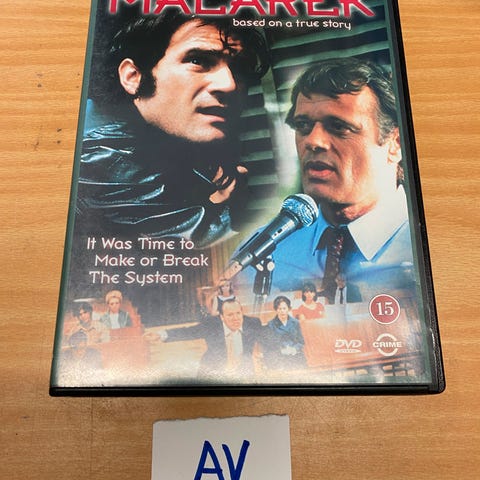 MALAREK
based on a true story
It Was Time to
Make or Break
The System
15
DVD
CRIME
AV